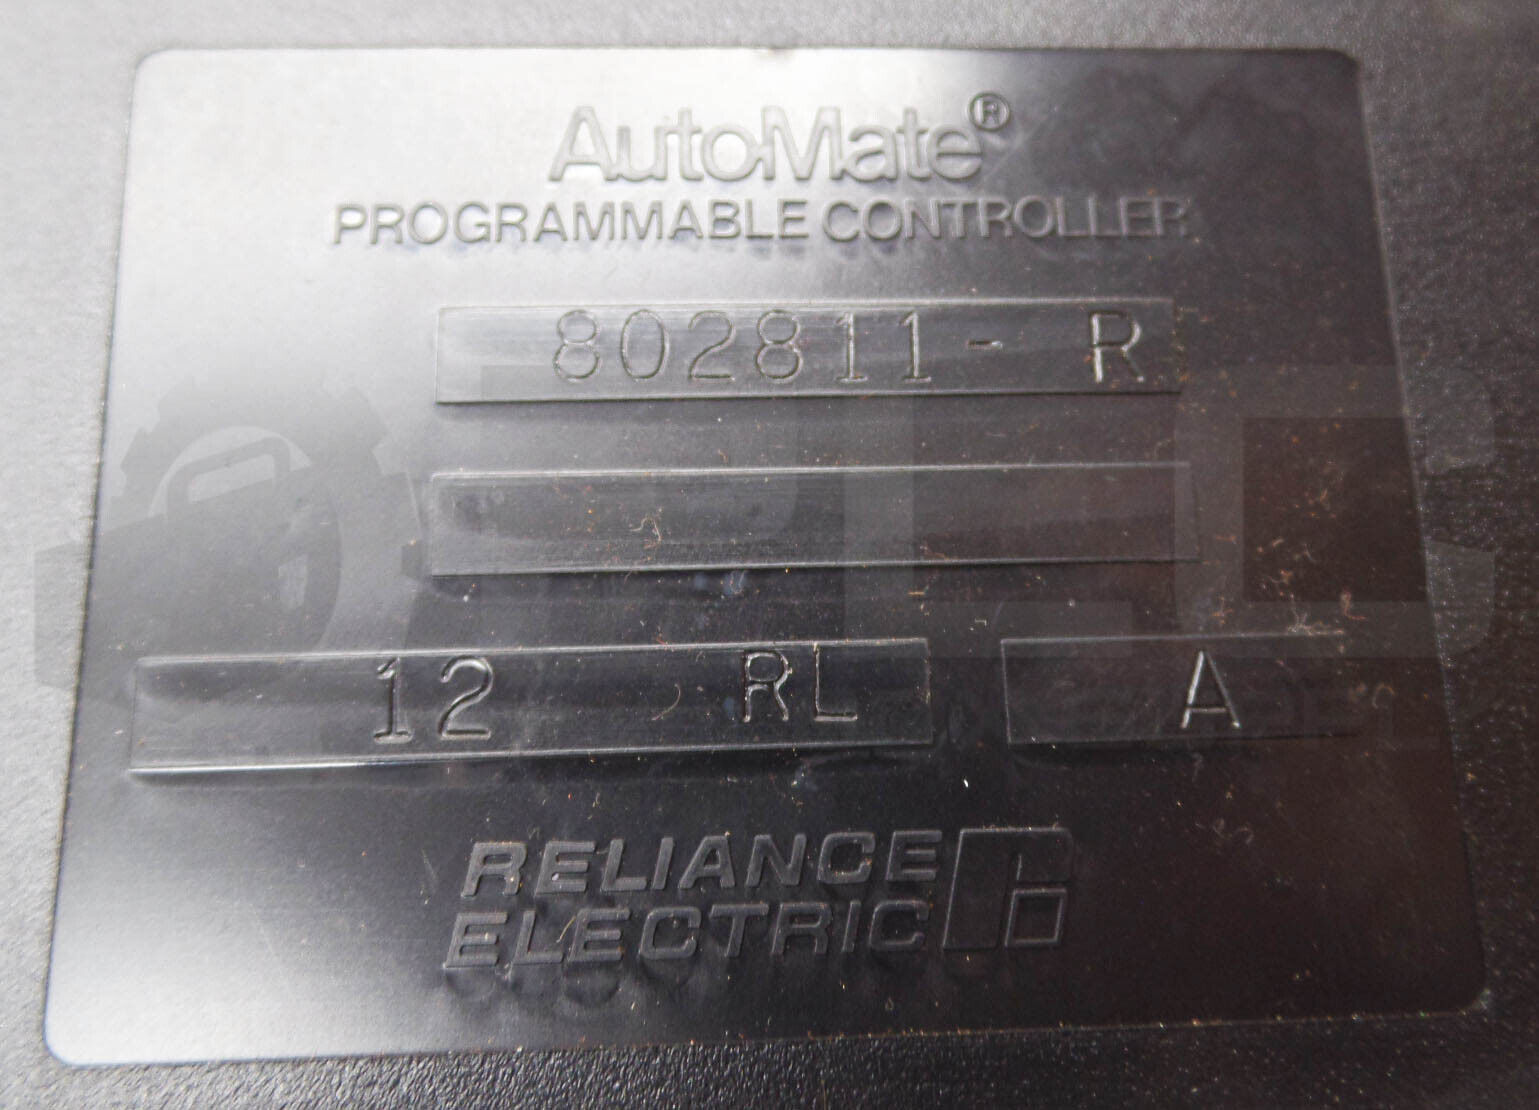 AutoMate®
PROGRAMMABLE CONTROLLER
802811- R
12 RL A
RELIANCE
ELECTRIC